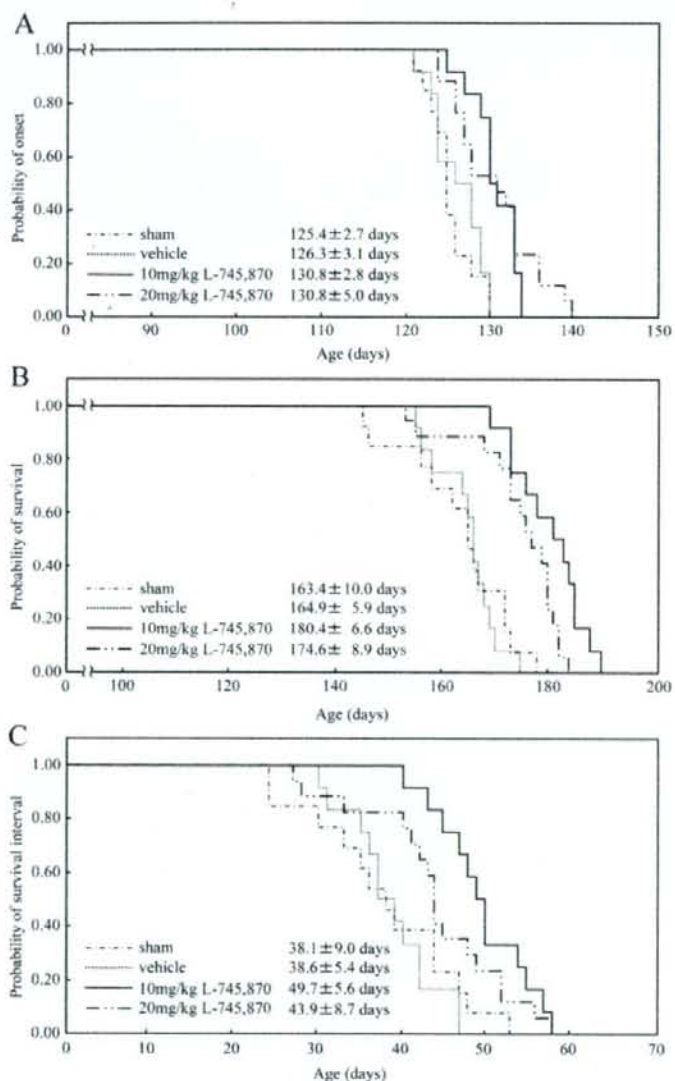 A
Probability of onset
1.00
0.80
0.60
0.40
0.20
0.00
sham 125.4±2.7 days
vehicle 126.3±3.1 days
10mg/kg L-745,870 130.8±2.8 days
20mg/kg L-745,870 130.8±5.0 days
0 90 100 110 120 130 140 150
Age (days)
B
Probability of survival
1.00
0.80
0.60
0.40
0.20
0.00
sham 163.4±10.0 days
vehicle 164.9± 5.9 days
10mg/kg L-745,870 180.4± 6.6 days
20mg/kg L-745,870 174.6± 8.9 days
0 100 120 140 160 180 200
Age (days)
C
Probability of survival interval
1.00
0.80
0.60
0.40
0.20
0.00
sham 38.1±9.0 days
vehicle 38.6±5.4 days
10mg/kg L-745,870 49.7±5.6 days
20mg/kg L-745,870 43.9±8.7 days
0 10 20 30 40 50 60 70
Age (days)